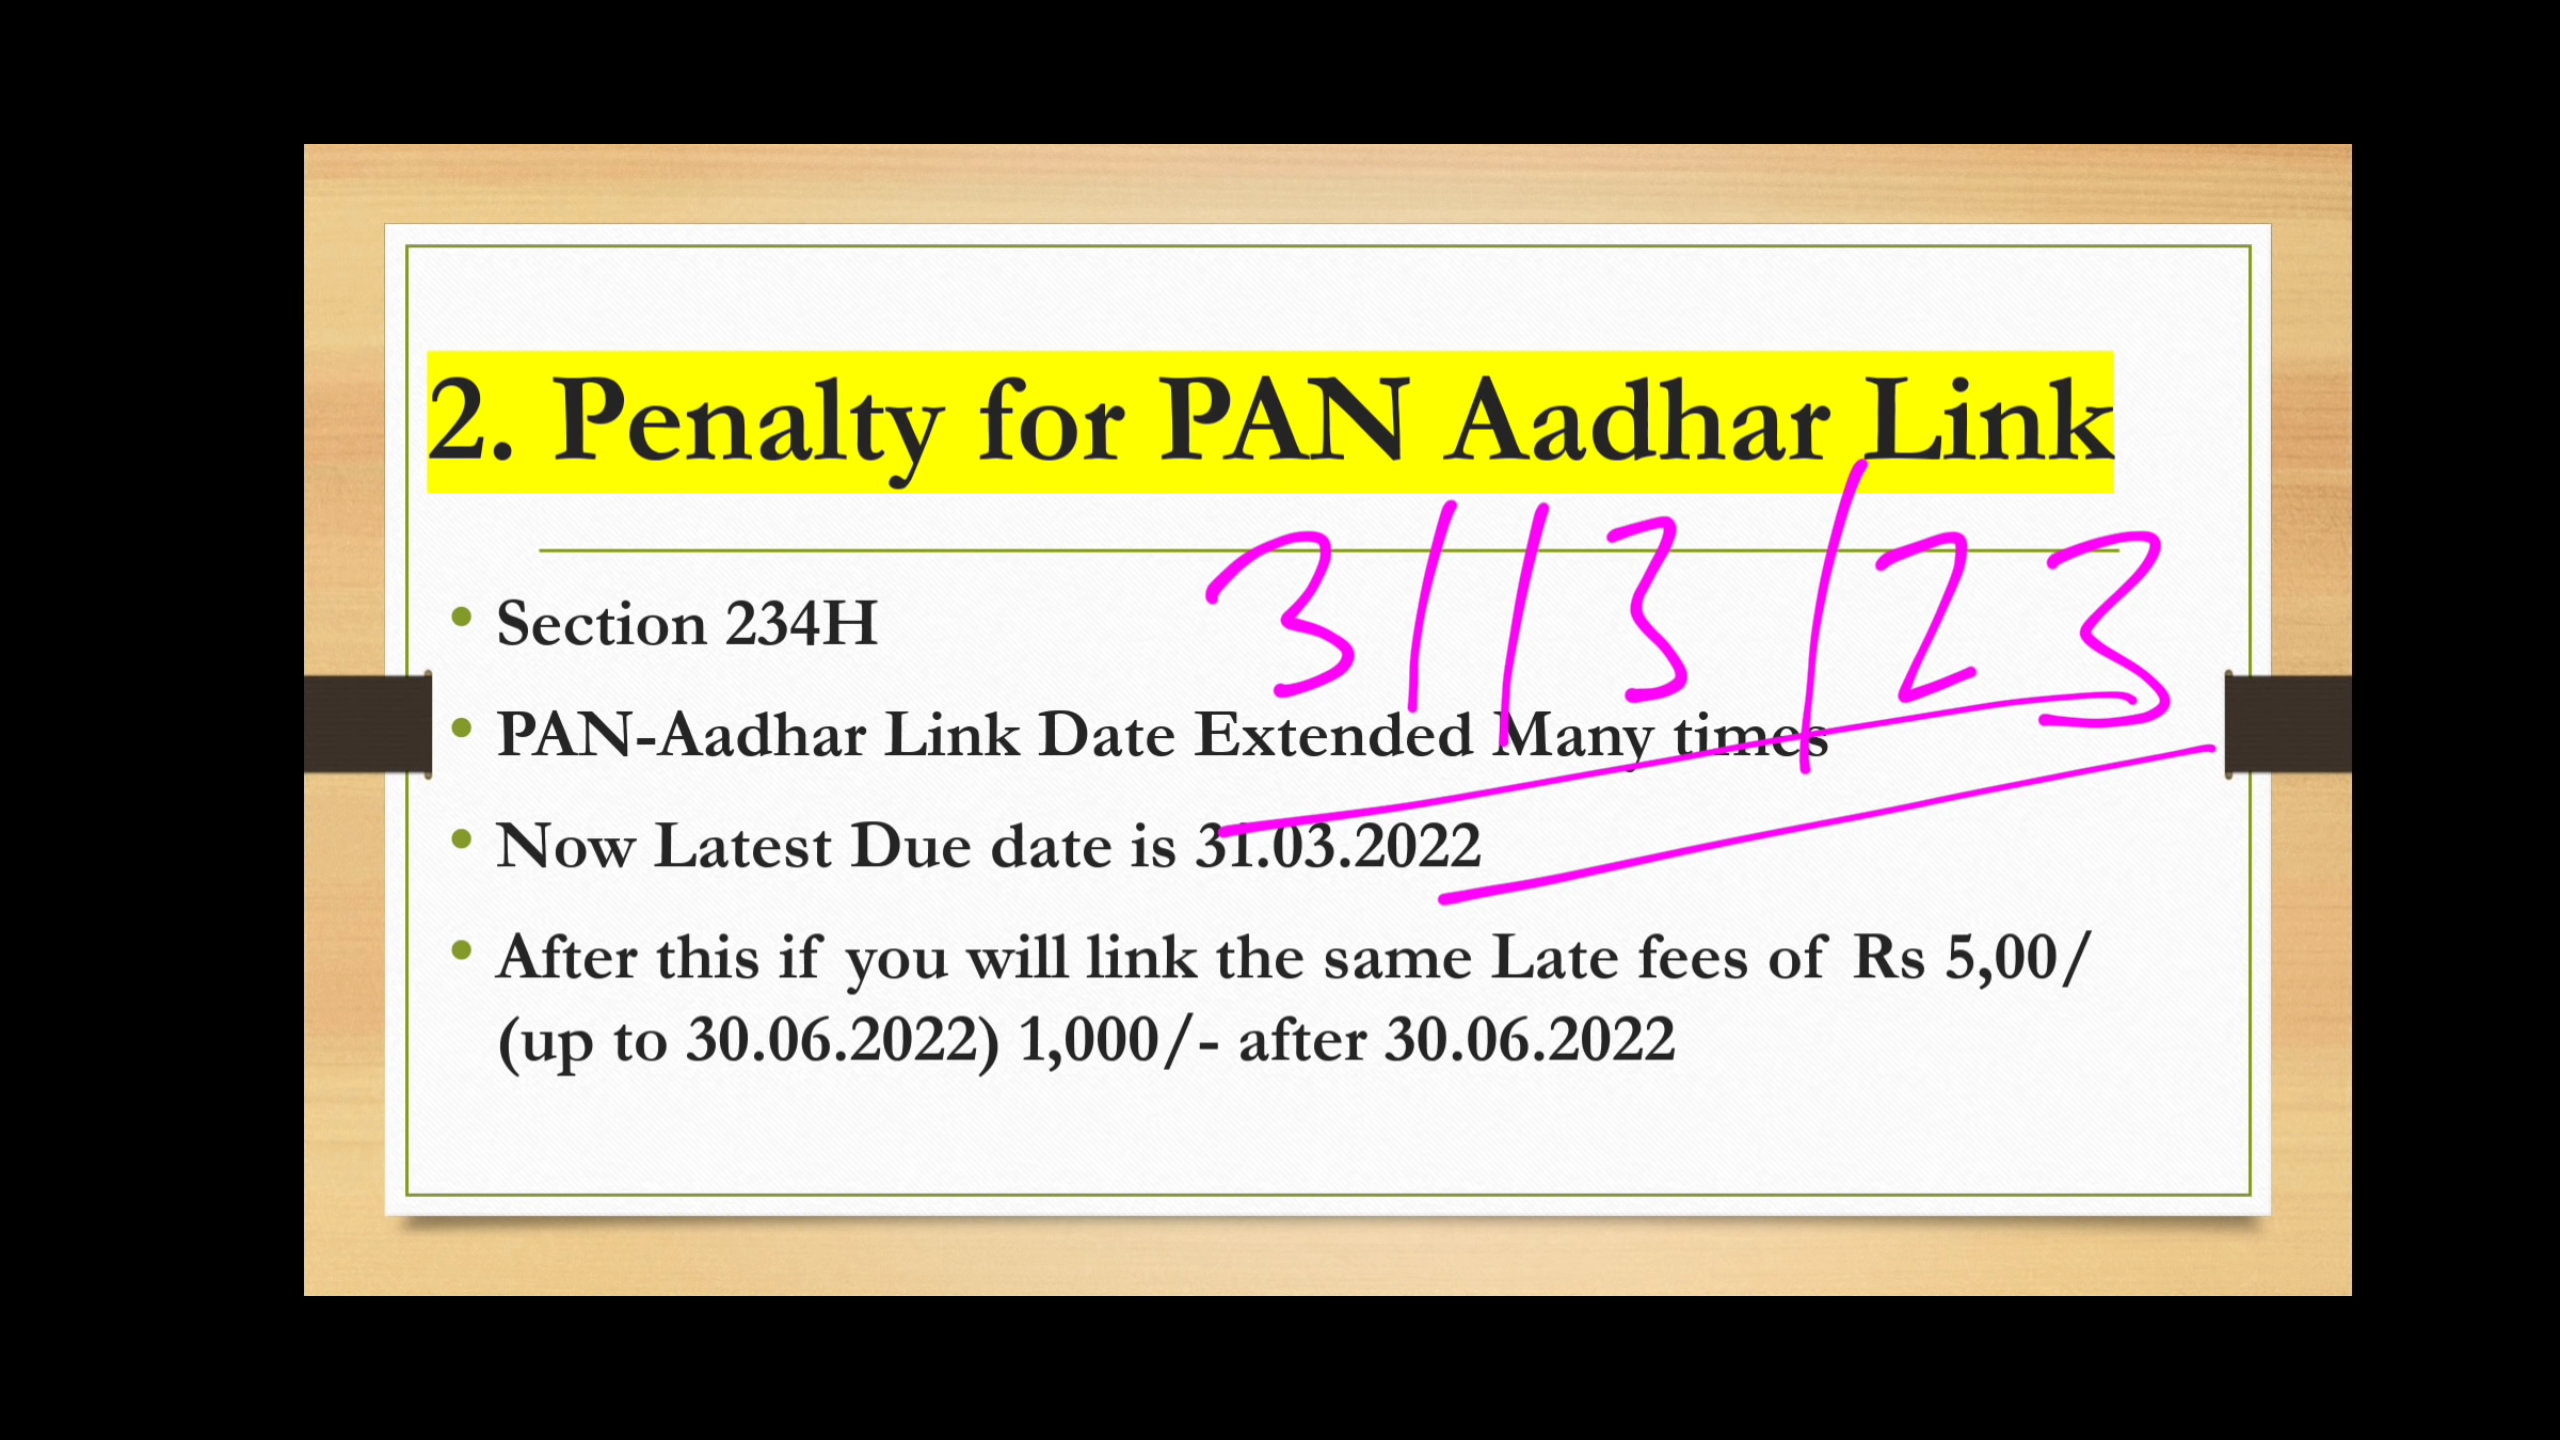 2. Penalty for PAN Aadhar Link
31/3/23
Section 234H
PAN-Aadhar Link Date Extended Many times
Now Latest Due date is 31.03.2022
After this if you will link the same Late fees of Rs 5,00/
(up to 30.06.2022) 1,000/- after 30.06.2022